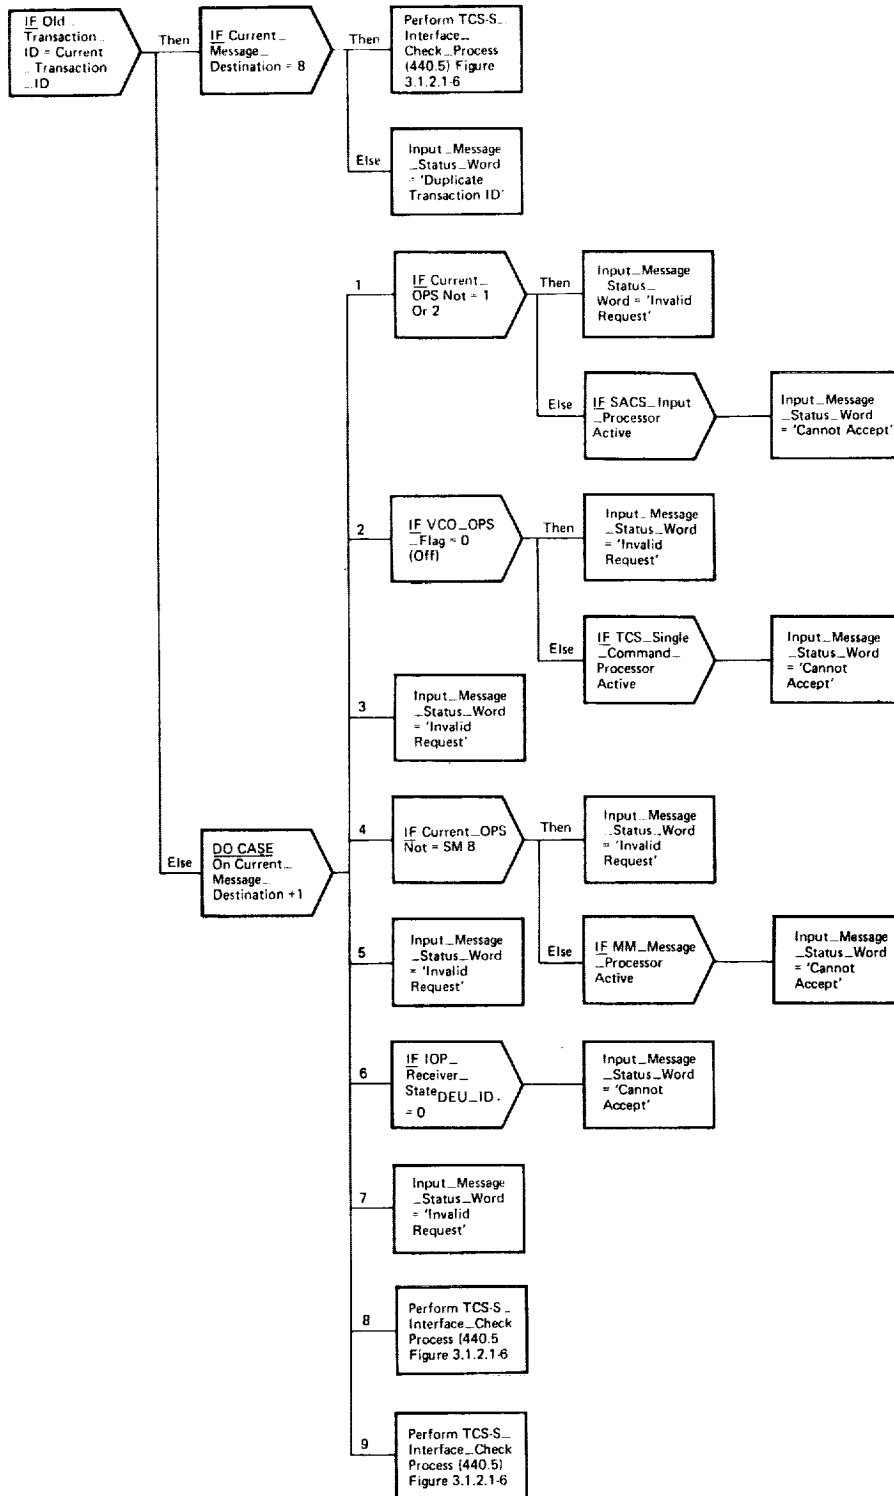 IF Old _
Transaction _
ID = Current
_ Transaction
_ ID
Then
IF Current _
Message _
Destination = 8
Then
Perform TCS-S _
Interface _
Check _ Process
(440.5) Figure
3.1.2.1-6
Else
Input _ Message
_ Status _ Word
= 'Duplicate
Transaction ID'
Else
DO CASE
On Current _
Message _
Destination +1
1
IF Current _
OPS Not = 1
Or 2
Then
Input _ Message
Status _
Word = 'Invalid
Request'
Else
IF SACS _ Input
_ Processor
Active
Input _ Message
_ Status _ Word
= 'Cannot Accept'
2
IF VCO _ OPS
_ Flag = 0
(Off)
Then
Input _ Message
_ Status _ Word
= 'Invalid
Request'
Else
IF TCS _ Single
_ Command _
Processor
Active
Input _ Message
_ Status _ Word
= 'Cannot
Accept'
3
Input _ Message
_ Status _ Word
= 'Invalid
Request'
4
IF Current _ OPS
Not = SM 8
Then
Input _ Message
_ Status _ Word
= 'Invalid
Request'
Else
IF MM _ Message
_ Processor
Active
Input _ Message
_ Status _ Word
= 'Cannot
Accept'
5
Input _ Message
_ Status _ Word
= 'Invalid
Request'
6
IF IOP _
Receiver _
State DEU _ ID .
= 0
Input _ Message
_ Status _ Word
= 'Cannot
Accept'
7
Input _ Message
_ Status _ Word
= 'Invalid
Request'
8
Perform TCS-S _
Interface _ Check
Process (440.5
Figure 3.1.2.1-6
9
Perform TCS-S _
Interface _ Check
Process (440.5)
Figure 3.1.2.1-6